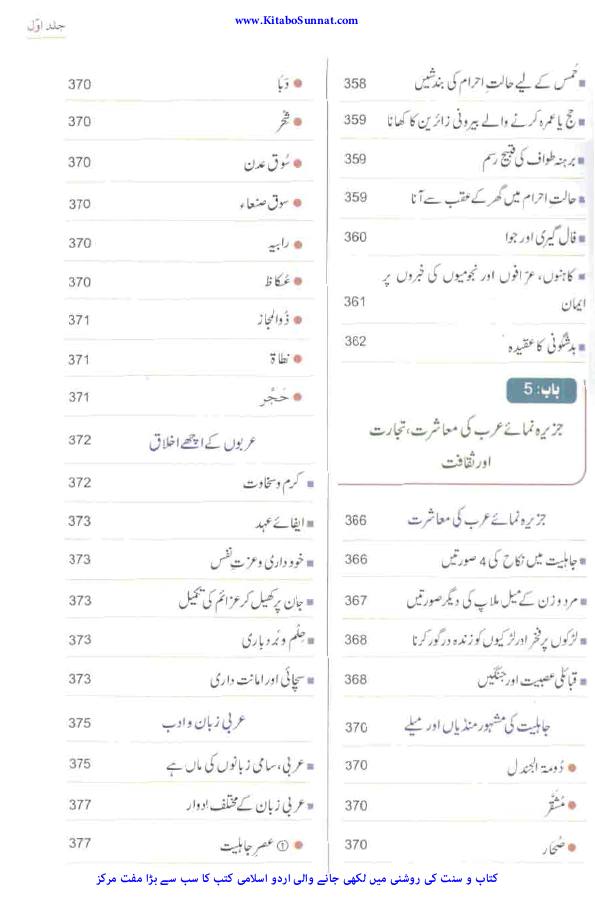 www.KitaboSunnat.com
جلد اوّل
حُمس کے لیے حالتِ احرام کی بندشیں 358
حج یا عمرہ کرنے والے بیرونی زائرین کا کھانا 359
برہنہ طواف کی قبیح رسم 359
حالت احرام میں گھر کے عقب سے آنا 359
فال گیری اور جوا 360
کاہنوں، عرّافوں اور نجومیوں کی خبروں پر
ایمان 361
بدشگونی کا عقیدہ 362
باب: 5
جزیرہ نمائے عرب کی معاشرت، تجارت
اور ثقافت
جزیرہ نمائے عرب کی معاشرت 366
جاہلیت میں نکاح کی 4 صورتیں 366
مرد و زن کے میل ملاپ کی دیگر صورتیں 367
لڑکوں پر فخر اور لڑکیوں کو زندہ درگور کرنا 368
قبائلی عصبیت اور جنگیں 368
جاہلیت کی مشہور منڈیاں اور میلے 370
دُومۃ الجندل 370
مُشَقَّر 370
صُحار 370
دَبَا 370
شُحْر 370
سُوق عدن 370
سوق صنعاء 370
رابیہ 370
عُکاظ 370
ذُوالمجاز 371
نطاۃ 371
حَجْر 371
عربوں کے اچھے اخلاق 372
کرم و سخاوت 372
ایفائے عہد 373
خود داری و عزتِ نفس 373
جان پر کھیل کر عزائم کی تکمیل 373
حِلْم و بُردباری 373
سچائی اور امانت داری 373
عربی زبان و ادب 375
عربی، سامی زبانوں کی ماں ہے 375
عربی زبان کے مختلف ادوار 377
① عصرِ جاہلیت 377
کتاب و سنت کی روشنی میں لکھی جانے والی اردو اسلامی کتب کا سب سے بڑا مفت مرکز